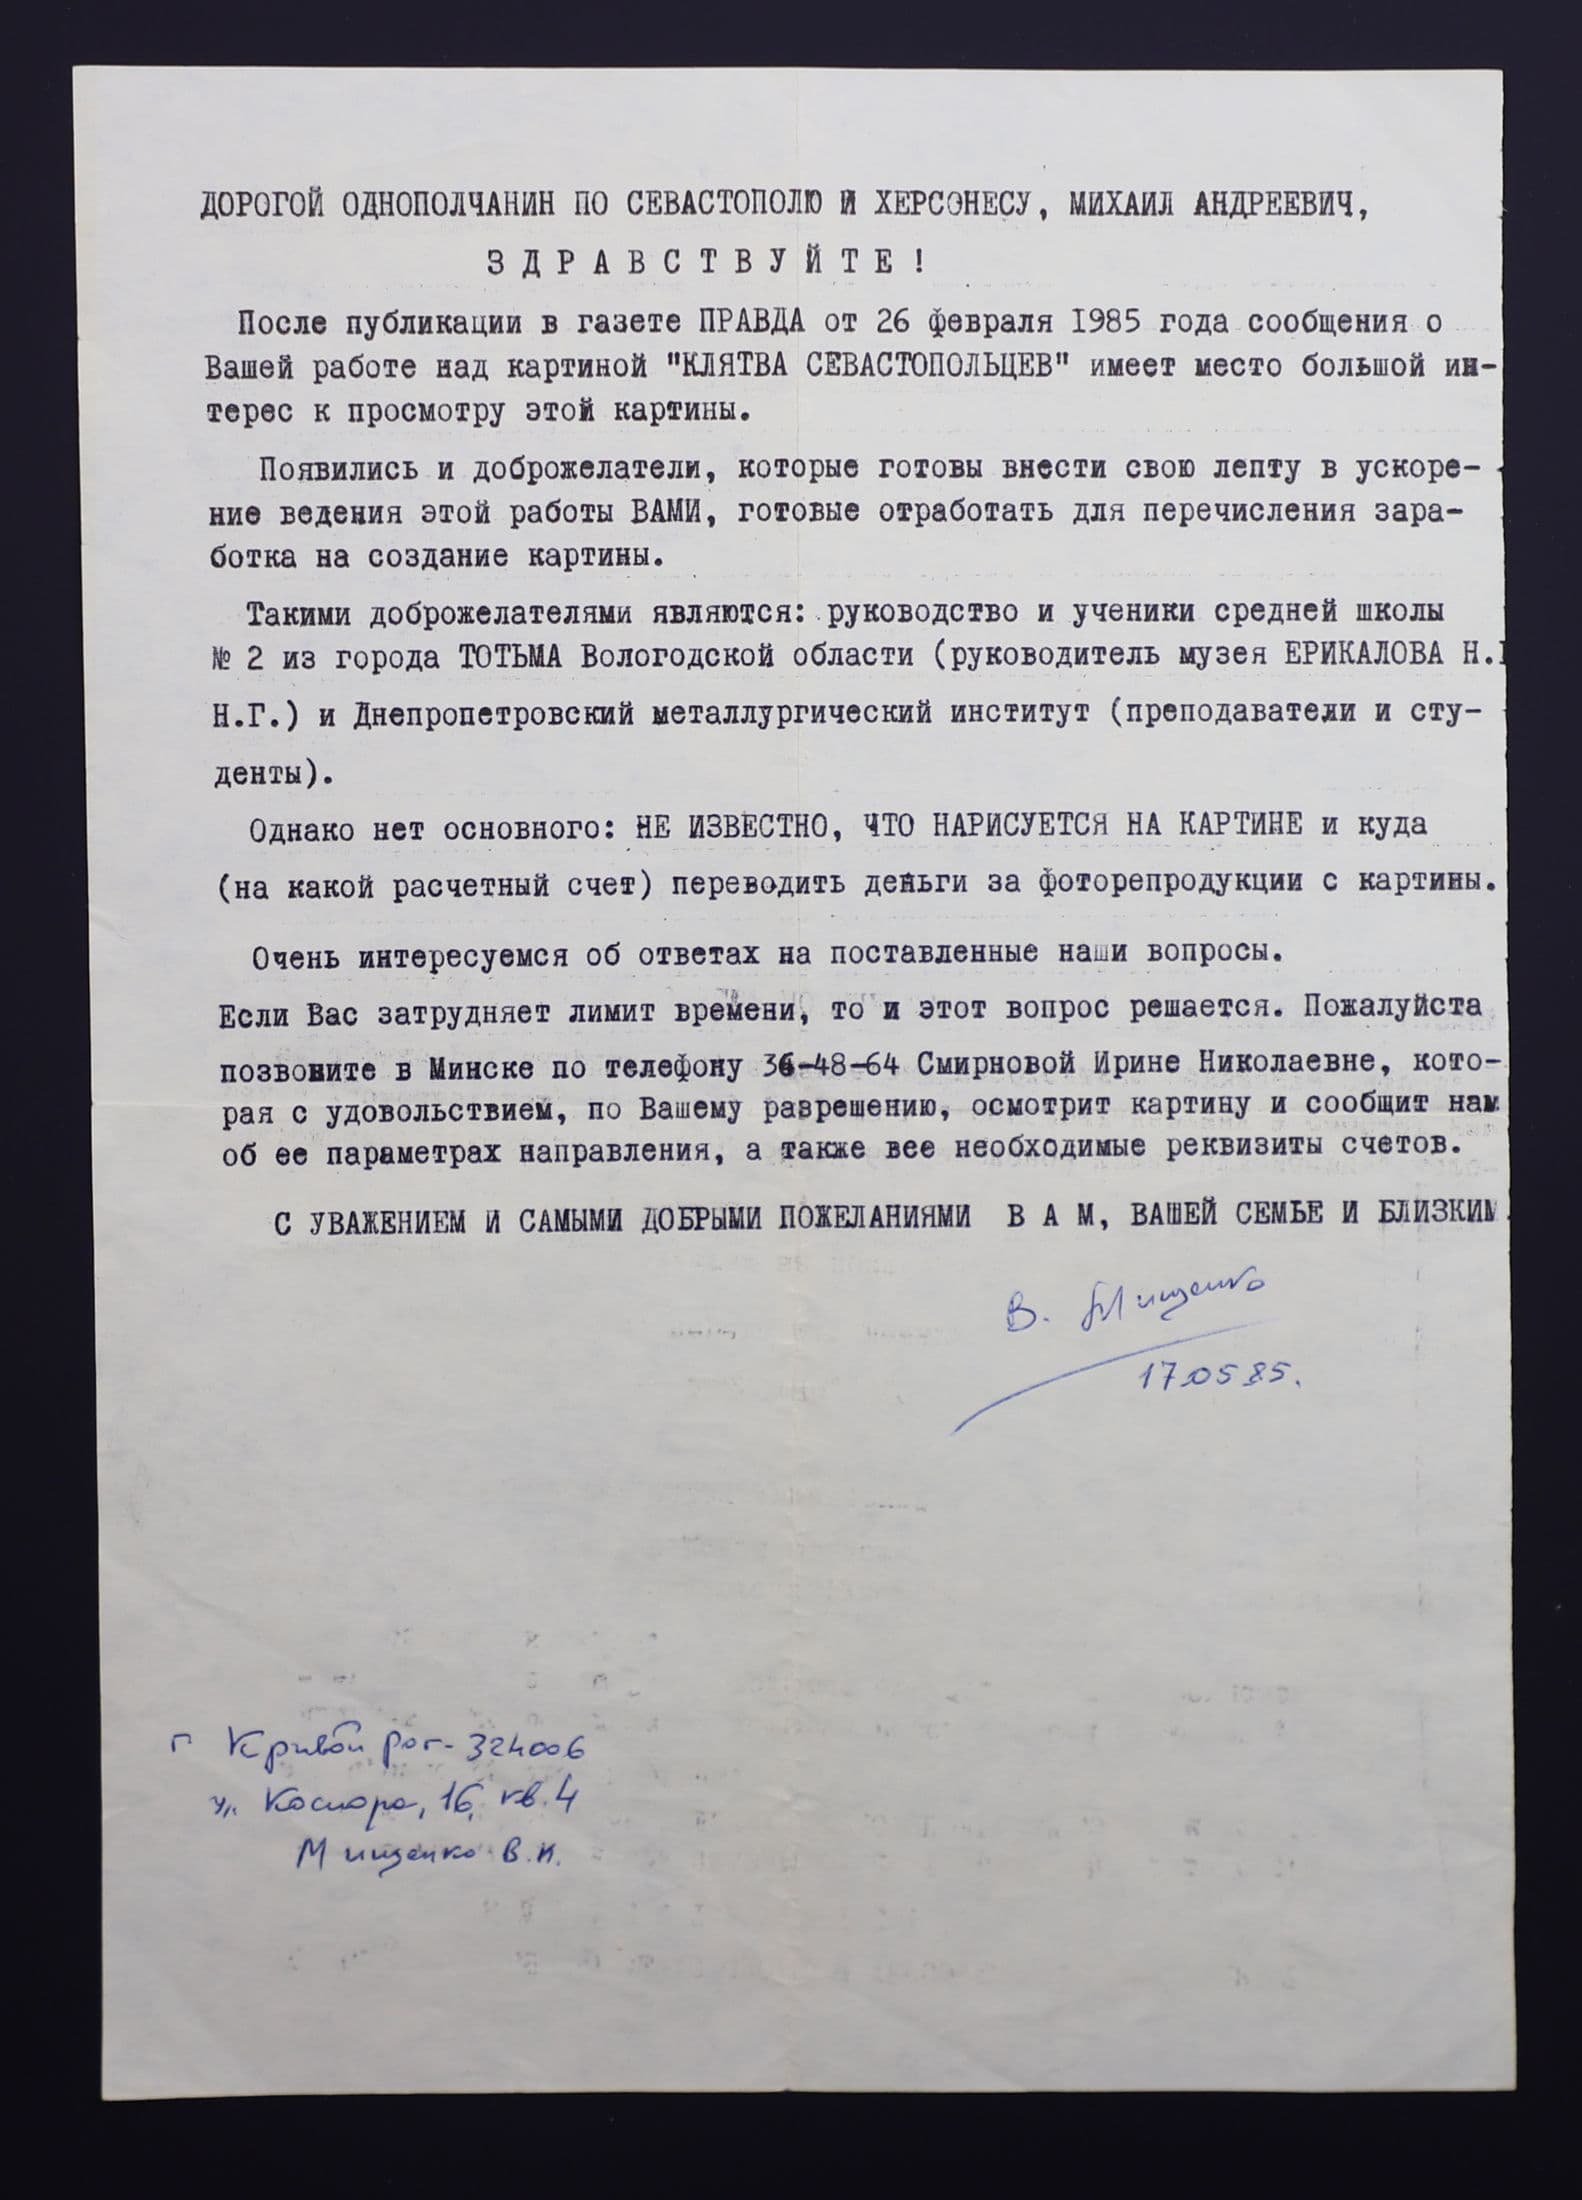 ДОРОГОЙ ОДНОПОЛЧАНИН ПО СЕВАСТОПОЛЮ И ХЕРСОНЕСУ, МИХАИЛ АНДРЕЕВИЧ,
З Д Р А В С Т В У Й Т Е !
После публикации в газете ПРАВДА от 26 февраля 1985 года сообщения о
Вашей работе над картиной "КЛЯТВА СЕВАСТОПОЛЬЦЕВ" имеет место большой ин-
терес к просмотру этой картины.
Появились и доброжелатели, которые готовы внести свою лепту в ускоре-
ние ведения этой работы ВАМИ, готовые отработать для перечисления зара-
ботка на создание картины.
Такими доброжелателями являются: руководство и ученики средней школы
№ 2 из города ТОТЬМА Вологодской области (руководитель музея ЕРИКАЛОВА Н.
Н.Г.) и Днепропетровский металлургический институт (преподаватели и сту-
денты).
Однако нет основного: НЕ ИЗВЕСТНО, ЧТО НАРИСУЕТСЯ НА КАРТИНЕ и куда
(на какой расчетный счет) переводить деньги за фоторепродукции с картины.
Очень интересуемся об ответах на поставленные наши вопросы.
Если Вас затрудняет лимит времени, то и этот вопрос решается. Пожалуйста
позвоните в Минске по телефону 36-48-64 Смирновой Ирине Николаевне, кото-
рая с удовольствием, по Вашему разрешению, осмотрит картину и сообщит нам
об ее параметрах направления, а также все необходимые реквизиты счетов.
С УВАЖЕНИЕМ И САМЫМИ ДОБРЫМИ ПОЖЕЛАНИЯМИ В А М, ВАШЕЙ СЕМЬЕ И БЛИЗКИМ
В. Мищенко
17.05.85.
г Кривой Рог - 324006
ул. Косиора, 16, кв. 4
Мищенко В.И.